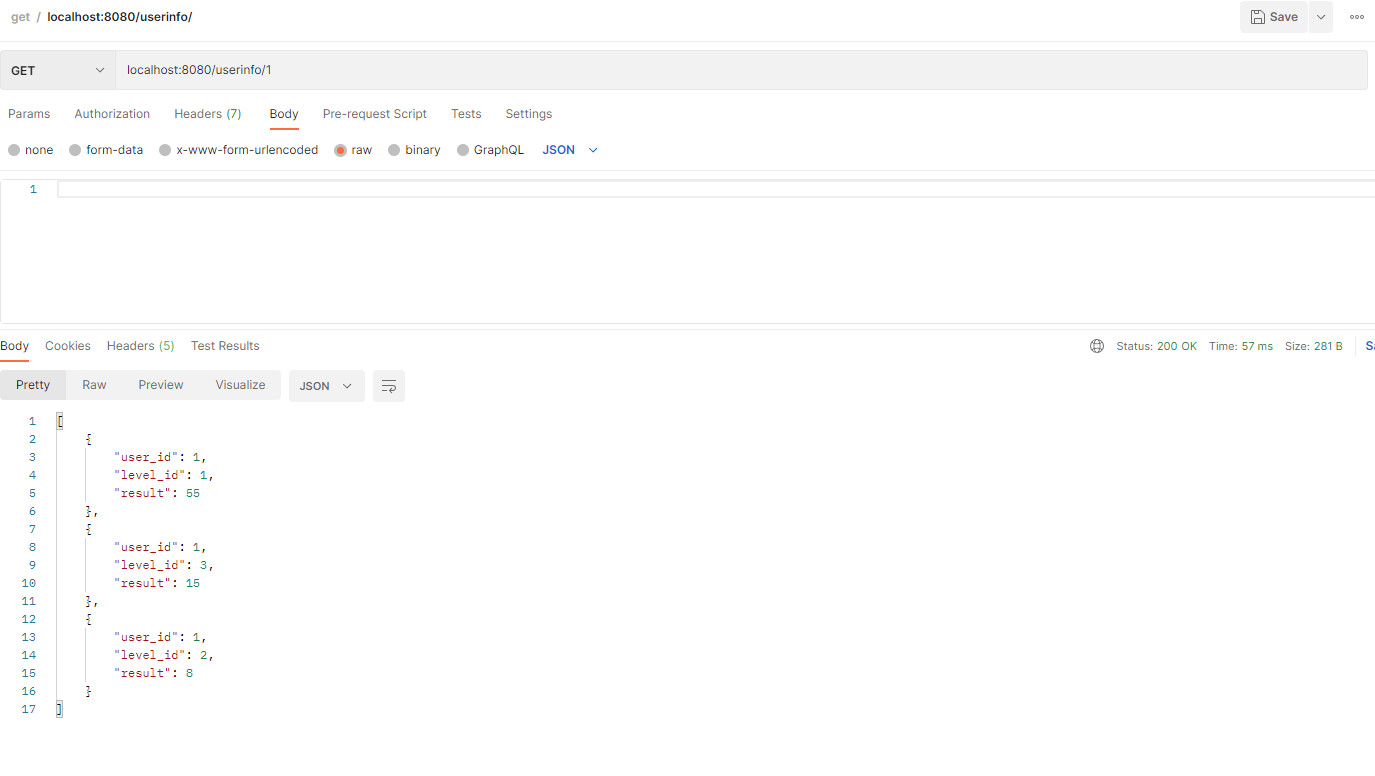 get / localhost:8080/userinfo/ Save
GET localhost:8080/userinfo/1
Params Authorization Headers (7) Body Pre-request Script Tests Settings
none form-data x-www-form-urlencoded raw binary GraphQL JSON
1
Body Cookies Headers (5) Test Results Status: 200 OK Time: 57 ms Size: 281 B Sa
Pretty Raw Preview Visualize JSON
1 [
2 {
3 "user_id": 1,
4 "level_id": 1,
5 "result": 55
6 },
7 {
8 "user_id": 1,
9 "level_id": 3,
10 "result": 15
11 },
12 {
13 "user_id": 1,
14 "level_id": 2,
15 "result": 8
16 }
17 ]